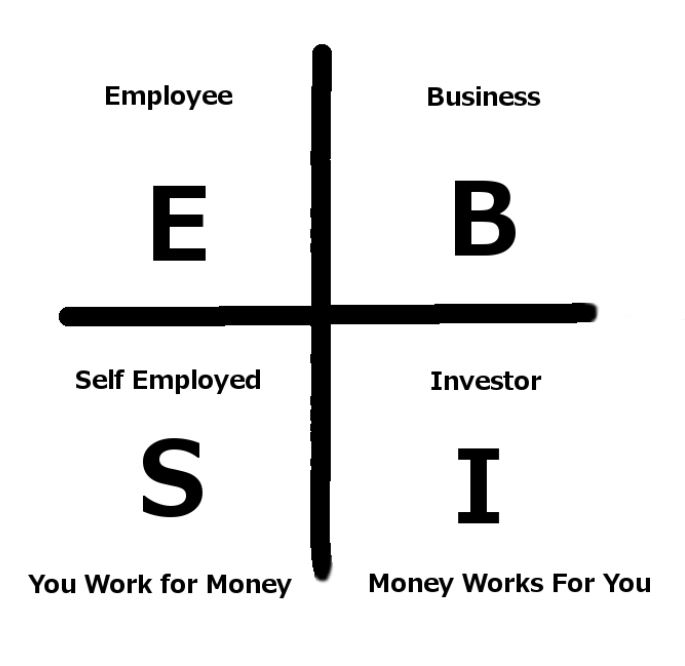 Employee
Business
E
B
Self Employed
Investor
S
I
You Work for Money
Money Works For You